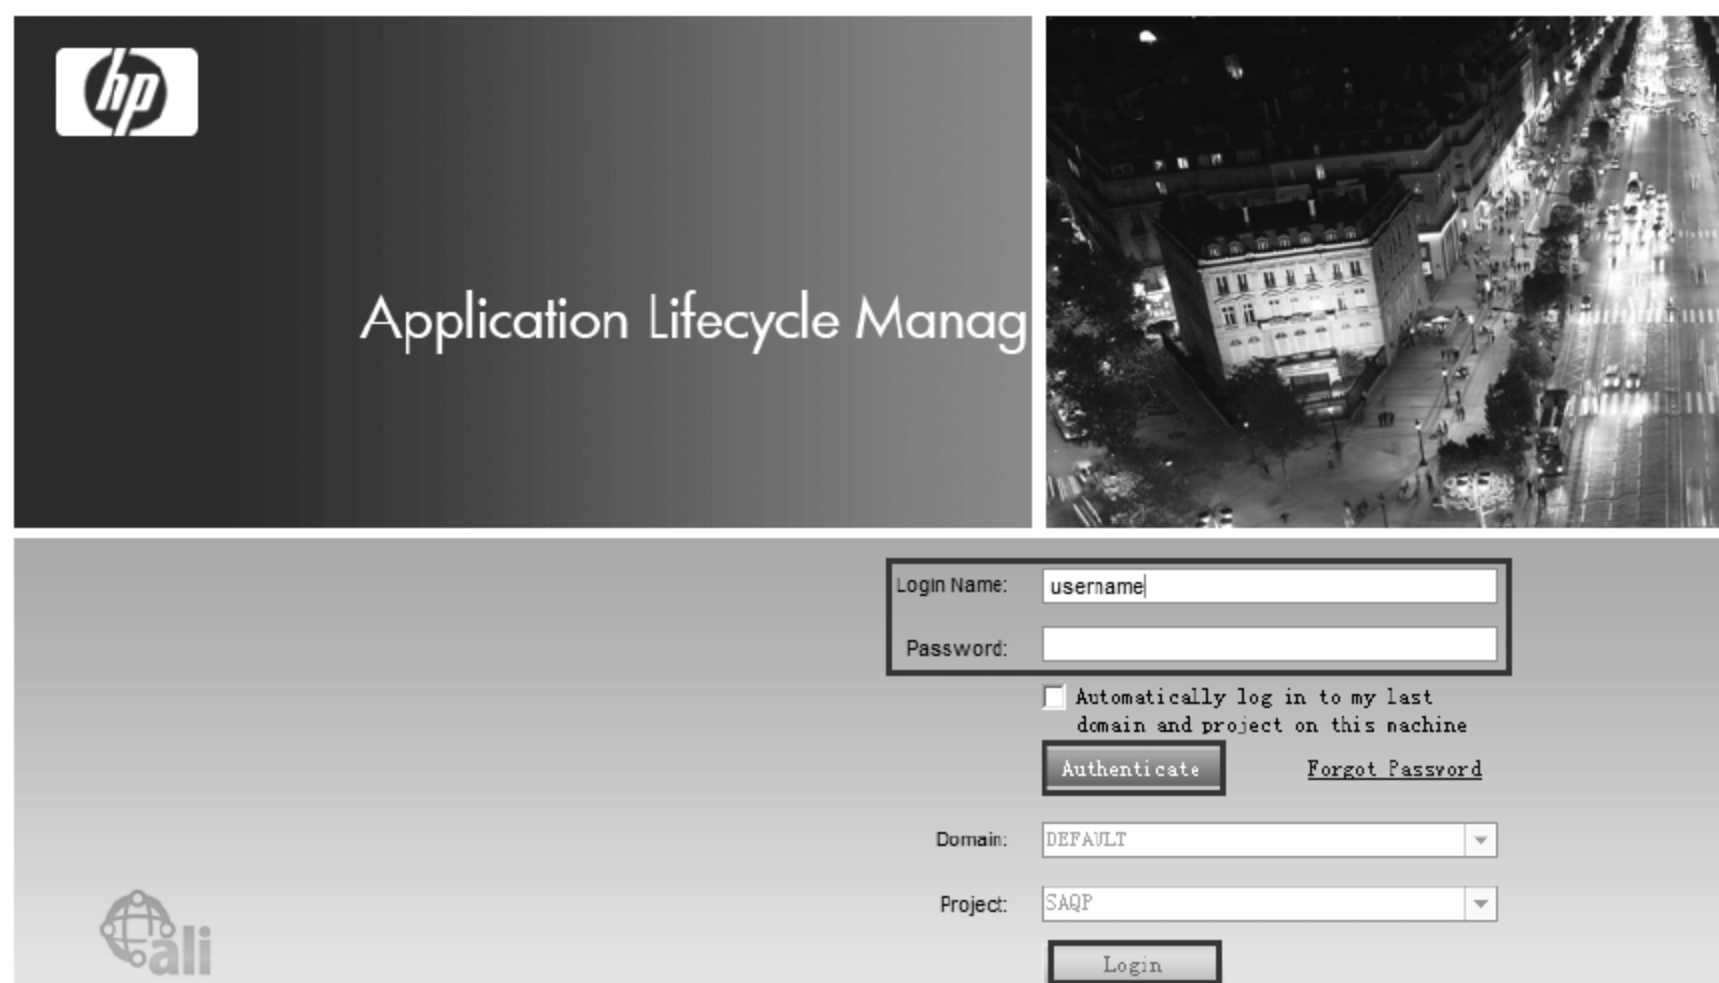 hp
Application Lifecycle Manag
Login Name: username
Password:
Automatically log in to my last
domain and project on this machine
Authenticate Forgot Password
Domain: DEFAULT
Project: SAQP
ali
Login